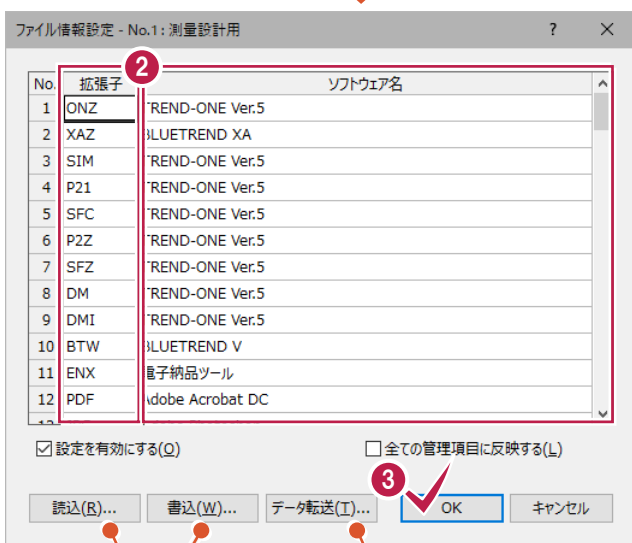 ファイル情報設定 - No.1 : 測量設計用 ? ×
2
No. 拡張子 ソフトウェア名
1 ONZ TREND-ONE Ver.5
2 XAZ BLUETREND XA
3 SIM TREND-ONE Ver.5
4 P21 TREND-ONE Ver.5
5 SFC TREND-ONE Ver.5
6 P2Z TREND-ONE Ver.5
7 SFZ TREND-ONE Ver.5
8 DM TREND-ONE Ver.5
9 DMI TREND-ONE Ver.5
10 BTW BLUETREND V
11 ENX 電子納品ツール
12 PDF Adobe Acrobat DC
設定を有効にする(O) 全ての管理項目に反映する(L)
3
読込(R)... 書込(W)... データ転送(T)... OK キャンセル